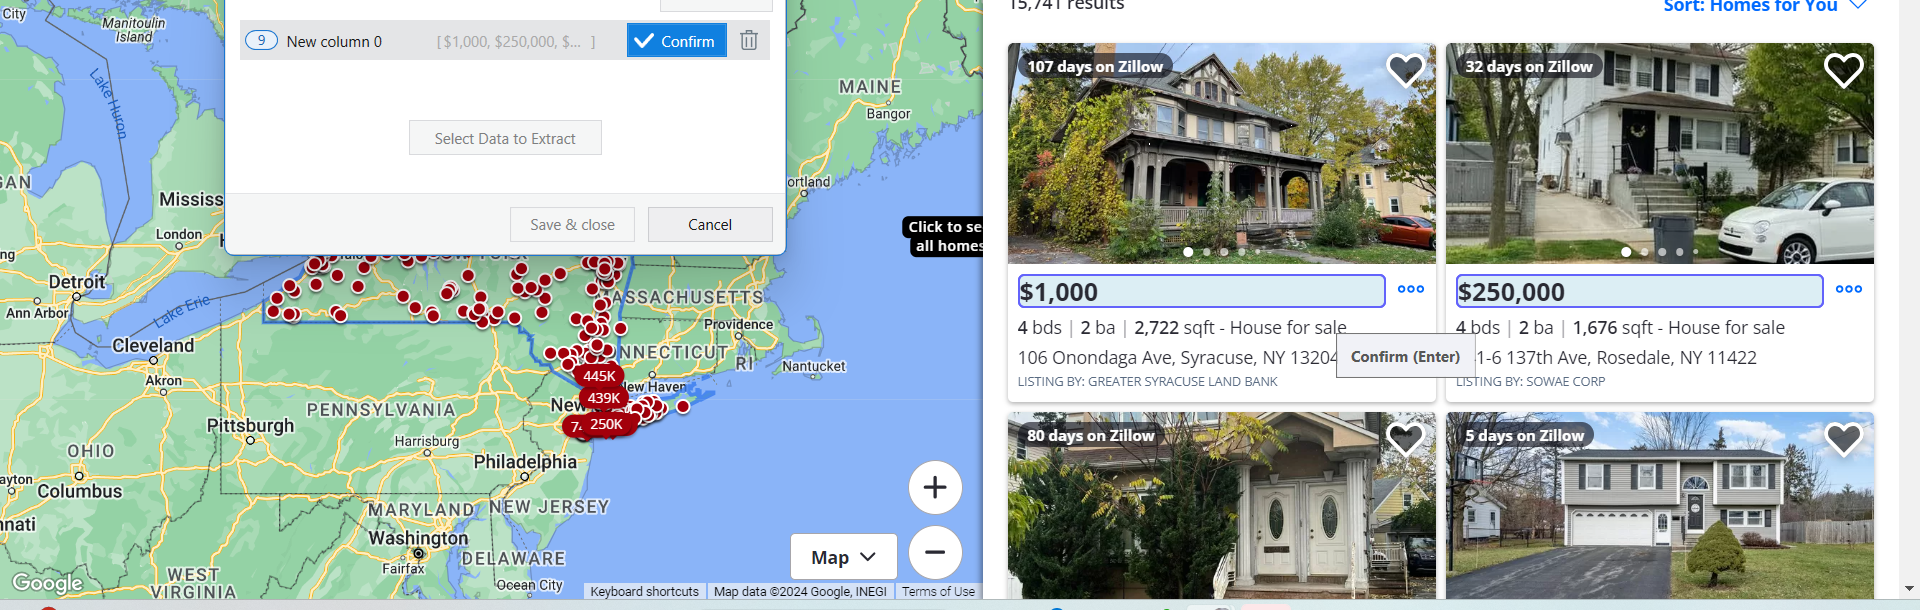 City
Manitoulin
Island
Lake Huron
GAN
Mississ
London
ng
Detroit
Ann Arbor
Lake Erie
Cleveland
Akron
OHIO
ayton
Columbus
nnati
Pittsburgh
PENNSYLVANIA
Harrisburg
Philadelphia
MARYLAND
NEW JERSEY
Washington
Fairfax
DELAWARE
WEST
VIRGINIA
Ocean City
MAINE
Bangor
ortland
MASSACHUSETTS
Providence
NNECTICUT
RI
Nantucket
New Haven
New
445K
439K
74
250K
9
New column 0
[ $1,000, $250,000, $... ]
Confirm
Select Data to Extract
Save & close
Cancel
Click to se
all homes
+
−
Map
Google
Keyboard shortcuts
Map data ©2024 Google, INEGI
Terms of Use
15,741 results
Sort: Homes for You
107 days on Zillow
$1,000
4 bds | 2 ba | 2,722 sqft - House for sale
106 Onondaga Ave, Syracuse, NY 13204
LISTING BY: GREATER SYRACUSE LAND BANK
Confirm (Enter)
32 days on Zillow
$250,000
4 bds | 2 ba | 1,676 sqft - House for sale
1-6 137th Ave, Rosedale, NY 11422
LISTING BY: SOWAE CORP
80 days on Zillow
5 days on Zillow